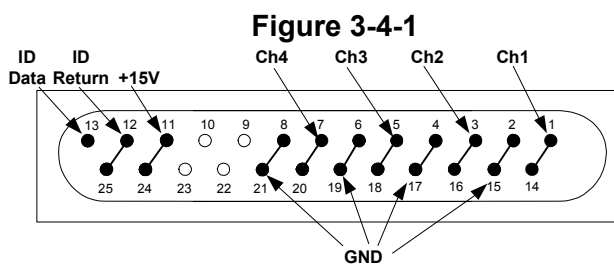 Figure 3-4-1
ID ID Ch4 Ch3 Ch2 Ch1
Data Return +15V
13 12 11 10 9 8 7 6 5 4 3 2 1
25 24 23 22 21 20 19 18 17 16 15 14
GND